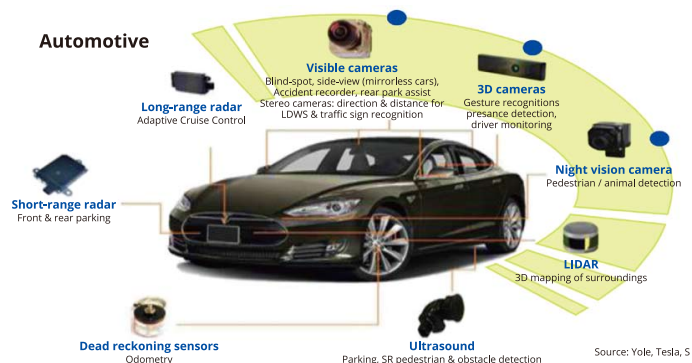 Automotive
Visible cameras
Blind-spot, side-view (mirrorless cars),
Accident recorder, rear park assist
Stereo cameras: direction & distance for
LDWS & traffic sign recognition
3D cameras
Gesture recognitions
presance detection,
driver monitoring
Long-range radar
Adaptive Cruise Control
Night vision camera
Pedestrian / animal detection
Short-range radar
Front & rear parking
LIDAR
3D mapping of surroundings
Dead reckoning sensors
Odometry
Ultrasound
Parking, SR pedestrian & obstacle detection
Source: Yole, Tesla, S